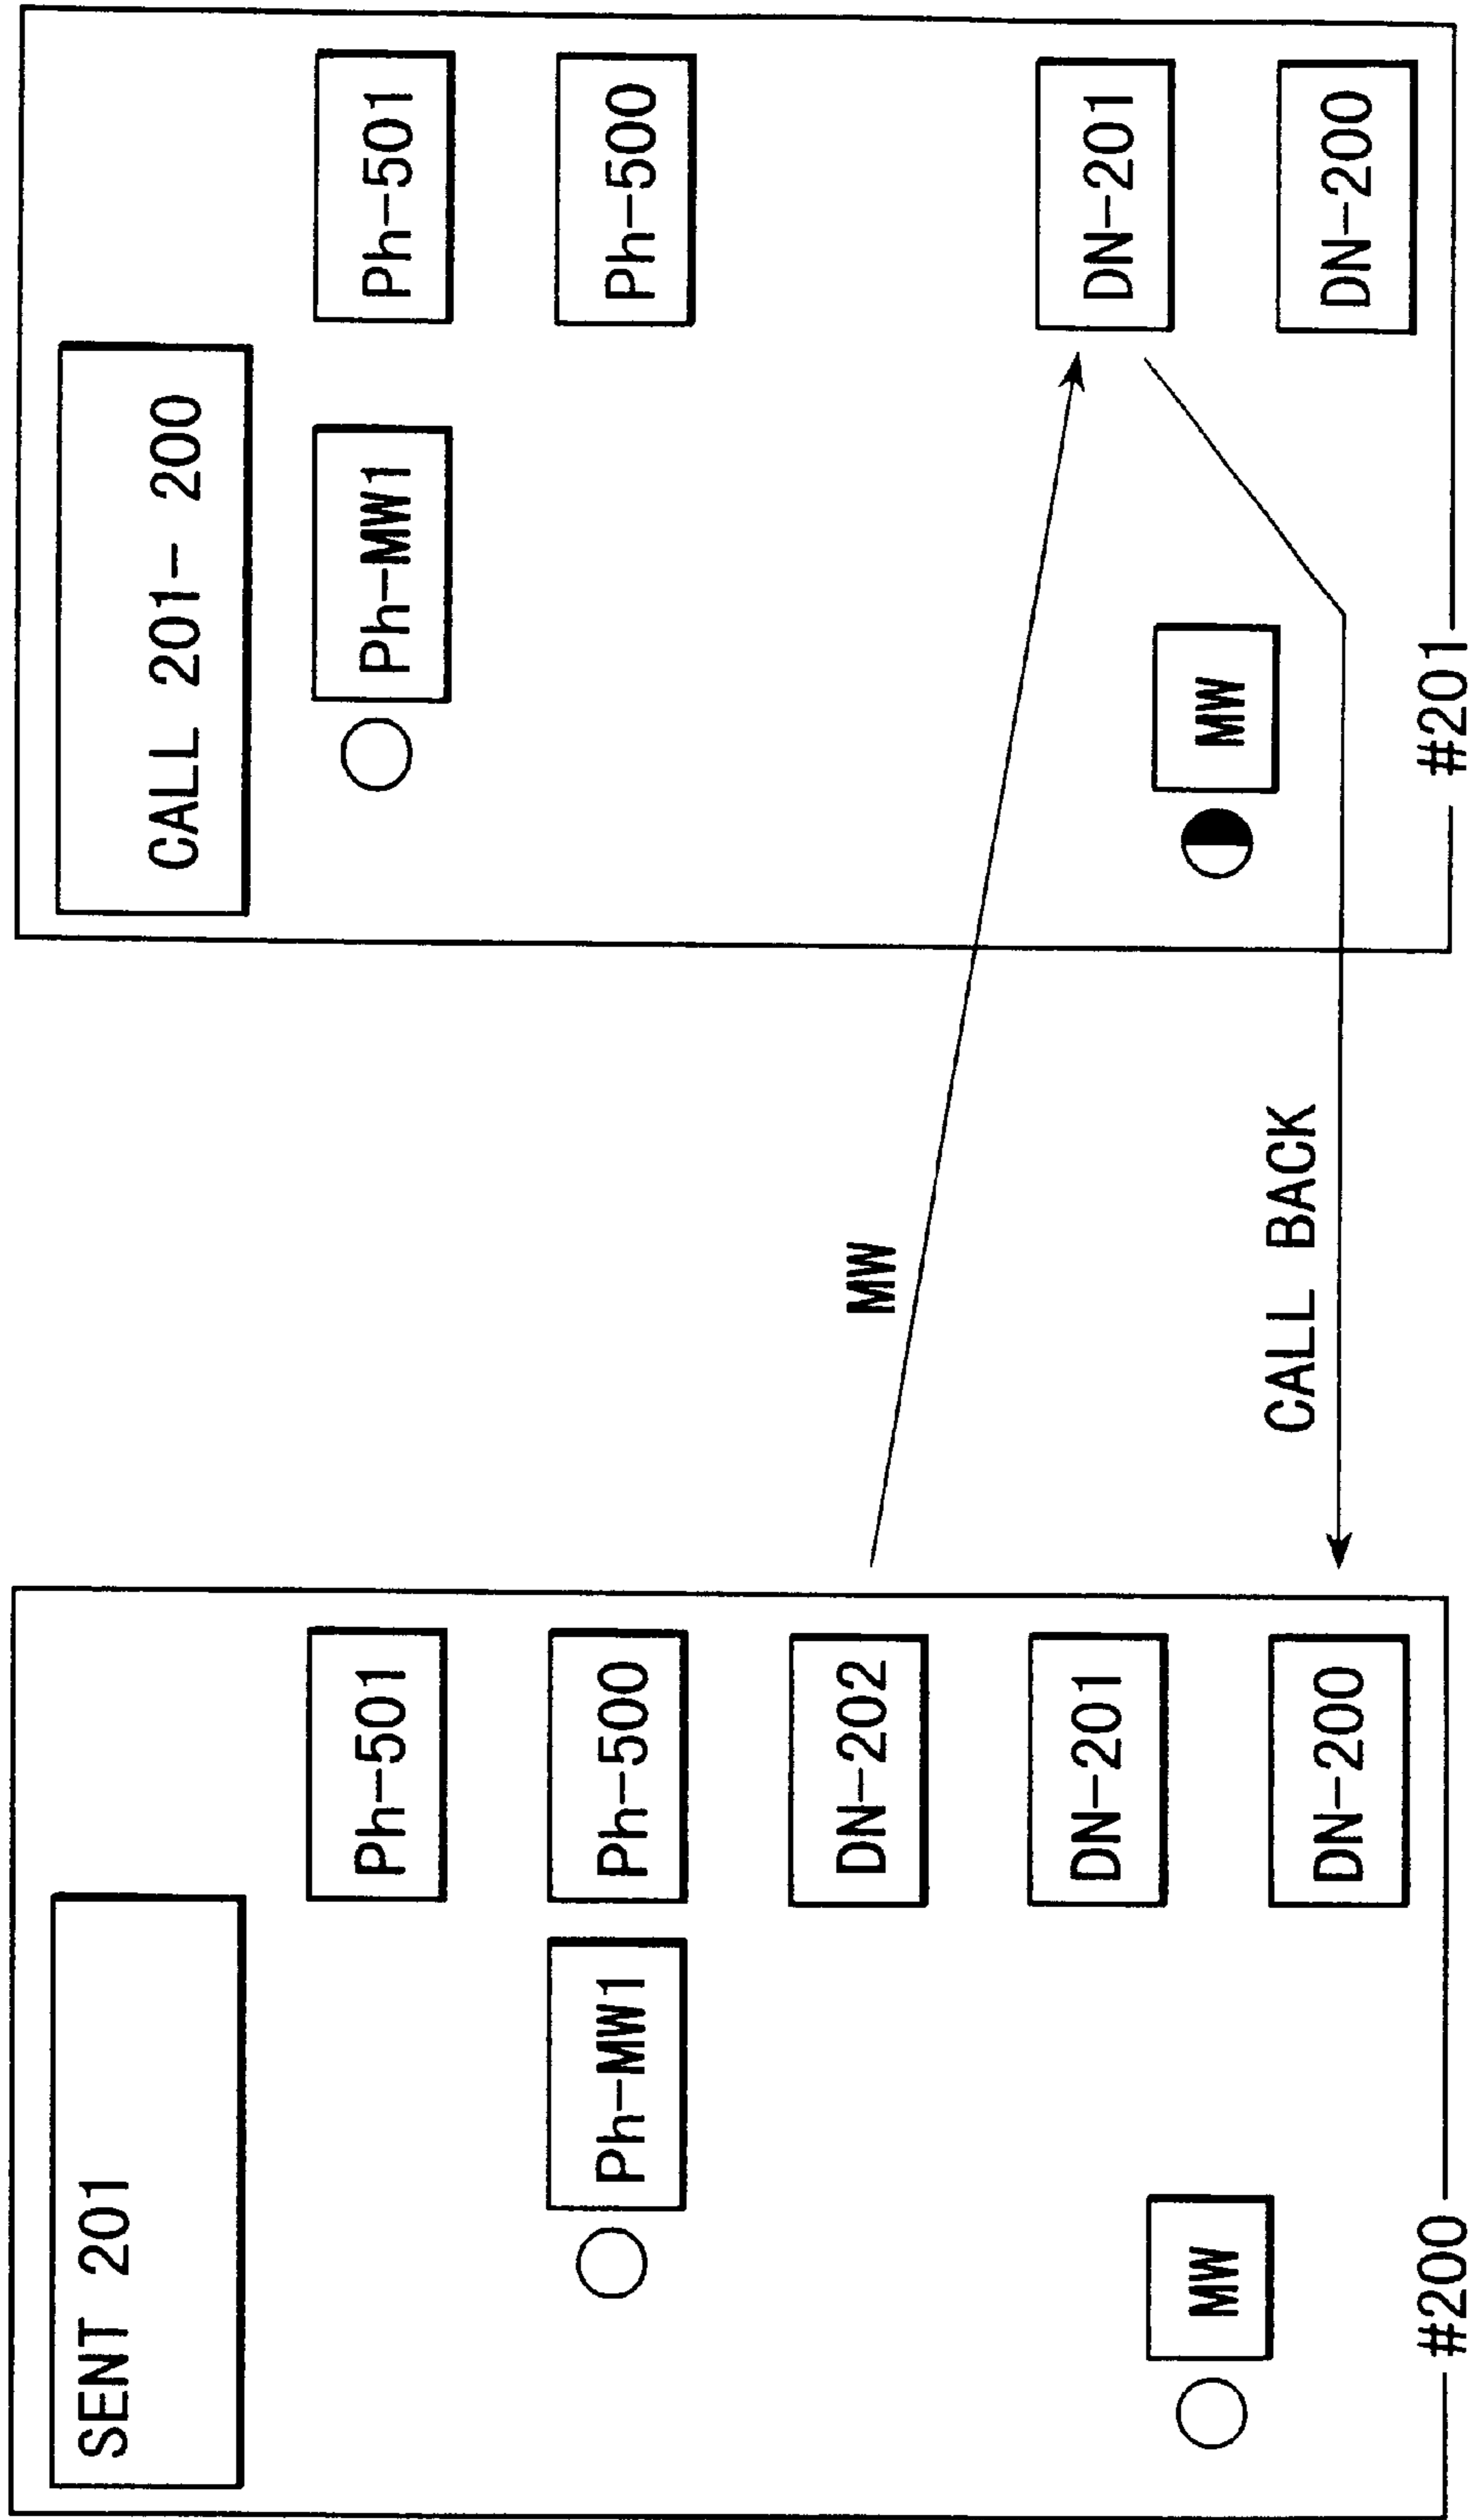 SENT 201
Ph-501
Ph-MW1
Ph-500
DN-202
DN-201
MW
DN-200
#200
MW
CALL BACK
CALL 201- 200
Ph-MW1
Ph-501
Ph-500
DN-201
MW
DN-200
#201